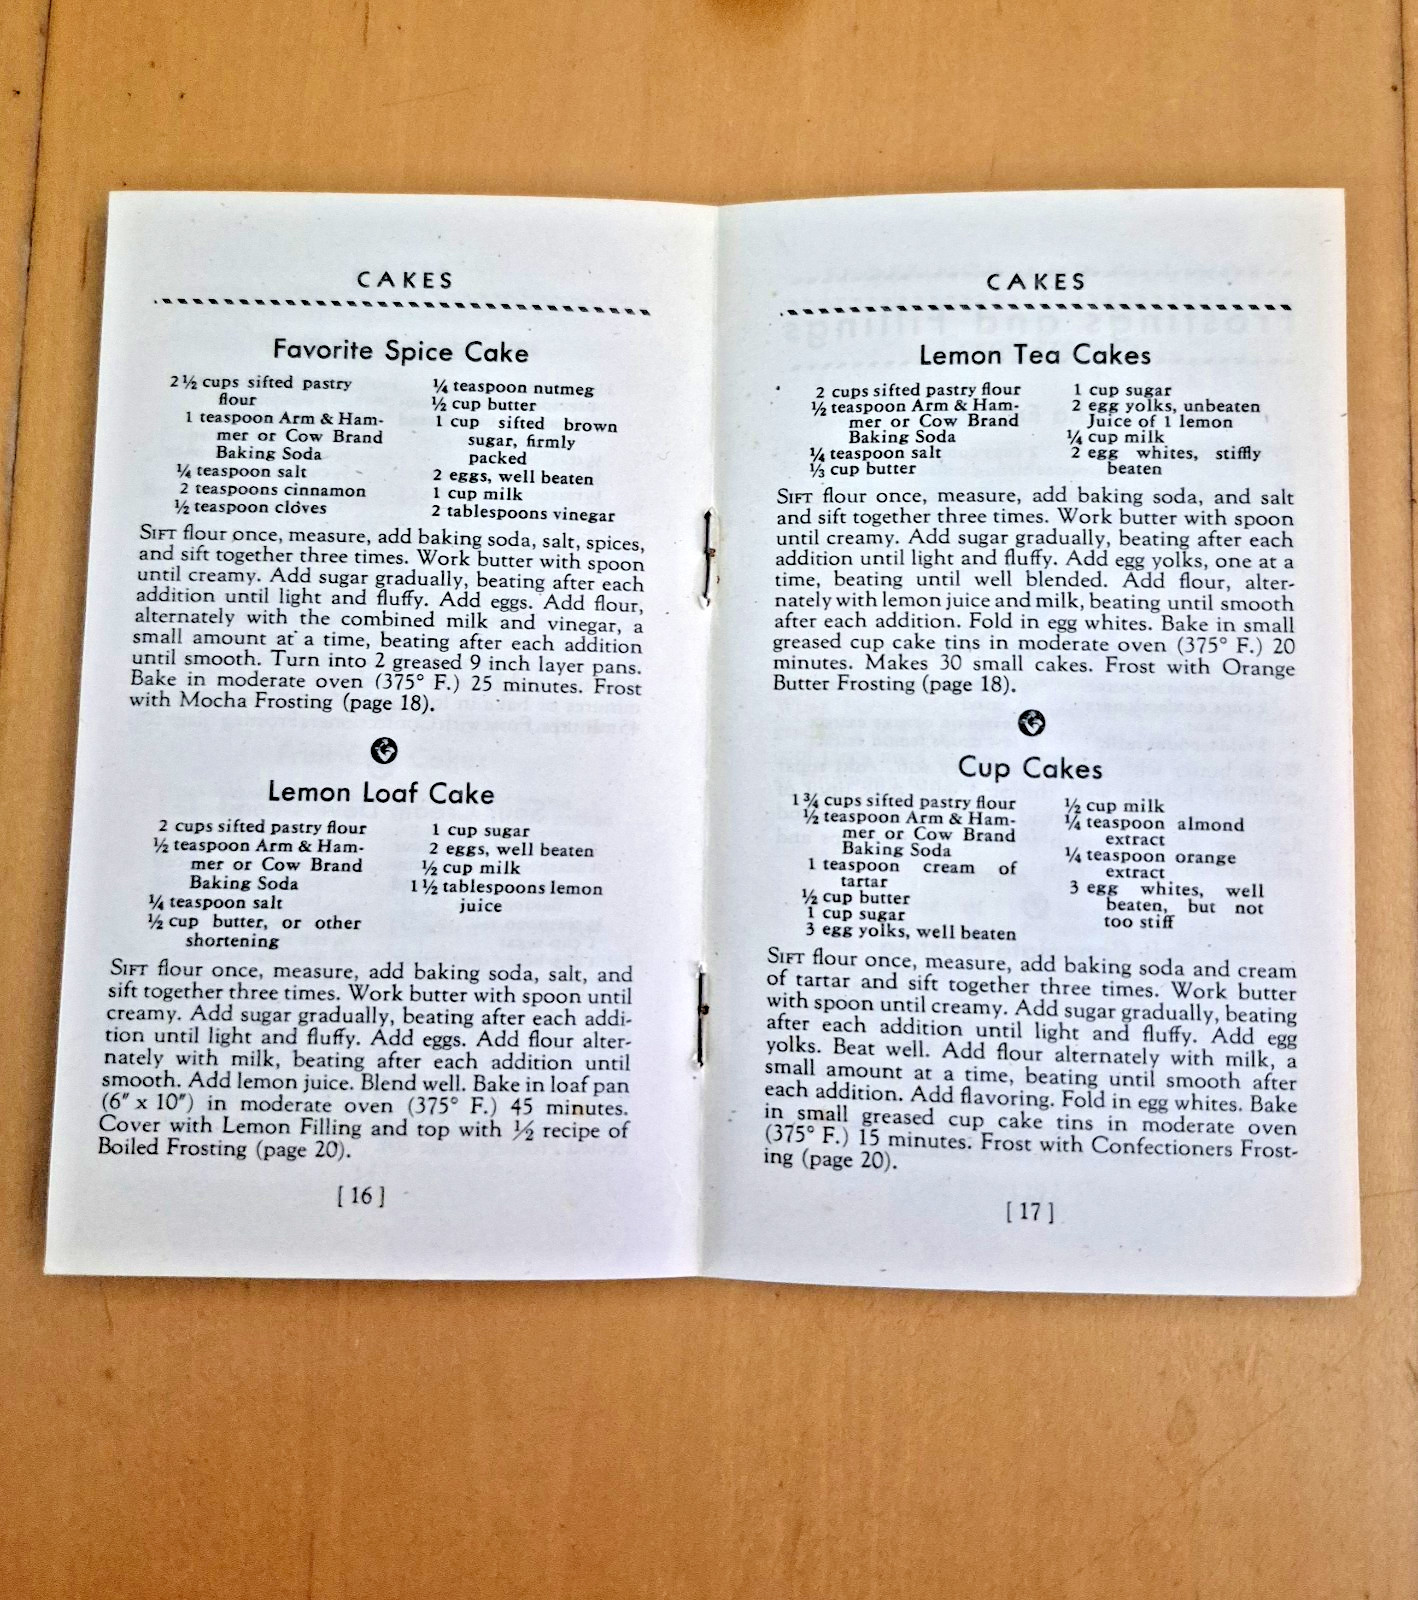 CAKES
Favorite Spice Cake
2½ cups sifted pastry
flour
1 teaspoon Arm & Ham-
mer or Cow Brand
Baking Soda
¼ teaspoon salt
2 teaspoons cinnamon
½ teaspoon cloves
¼ teaspoon nutmeg
½ cup butter
1 cup sifted brown
sugar, firmly
packed
2 eggs, well beaten
1 cup milk
2 tablespoons vinegar
SIFT flour once, measure, add baking soda, salt, spices,
and sift together three times. Work butter with spoon
until creamy. Add sugar gradually, beating after each
addition until light and fluffy. Add eggs. Add flour,
alternately with the combined milk and vinegar, a
small amount at a time, beating after each addition
until smooth. Turn into 2 greased 9 inch layer pans.
Bake in moderate oven (375° F.) 25 minutes. Frost
with Mocha Frosting (page 18).
Lemon Loaf Cake
2 cups sifted pastry flour
½ teaspoon Arm & Ham-
mer or Cow Brand
Baking Soda
¼ teaspoon salt
½ cup butter, or other
shortening
1 cup sugar
2 eggs, well beaten
½ cup milk
1½ tablespoons lemon
juice
SIFT flour once, measure, add baking soda, salt, and
sift together three times. Work butter with spoon until
creamy. Add sugar gradually, beating after each addi-
tion until light and fluffy. Add eggs. Add flour alter-
nately with milk, beating after each addition until
smooth. Add lemon juice. Blend well. Bake in loaf pan
(6″ x 10″) in moderate oven (375° F.) 45 minutes.
Cover with Lemon Filling and top with ½ recipe of
Boiled Frosting (page 20).
[ 16 ]
CAKES
Lemon Tea Cakes
2 cups sifted pastry flour
½ teaspoon Arm & Ham-
mer or Cow Brand
Baking Soda
¼ teaspoon salt
⅓ cup butter
1 cup sugar
2 egg yolks, unbeaten
Juice of 1 lemon
¼ cup milk
2 egg whites, stiffly
beaten
SIFT flour once, measure, add baking soda, and salt
and sift together three times. Work butter with spoon
until creamy. Add sugar gradually, beating after each
addition until light and fluffy. Add egg yolks, one at a
time, beating until well blended. Add flour, alter-
nately with lemon juice and milk, beating until smooth
after each addition. Fold in egg whites. Bake in small
greased cup cake tins in moderate oven (375° F.) 20
minutes. Makes 30 small cakes. Frost with Orange
Butter Frosting (page 18).
Cup Cakes
1¾ cups sifted pastry flour
½ teaspoon Arm & Ham-
mer or Cow Brand
Baking Soda
1 teaspoon cream of
tartar
½ cup butter
1 cup sugar
3 egg yolks, well beaten
½ cup milk
¼ teaspoon almond
extract
¼ teaspoon orange
extract
3 egg whites, well
beaten, but not
too stiff
SIFT flour once, measure, add baking soda and cream
of tartar and sift together three times. Work butter
with spoon until creamy. Add sugar gradually, beating
after each addition until light and fluffy. Add egg
yolks. Beat well. Add flour alternately with milk, a
small amount at a time, beating until smooth after
each addition. Add flavoring. Fold in egg whites. Bake
in small greased cup cake tins in moderate oven
(375° F.) 15 minutes. Frost with Confectioners Frost-
ing (page 20).
[ 17 ]